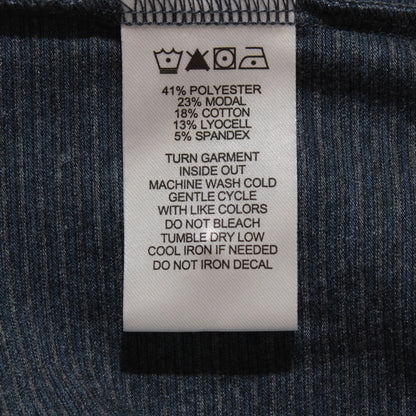 41% POLYESTER
23% MODAL
18% COTTON
13% LYOCELL
5% SPANDEX
TURN GARMENT
INSIDE OUT
MACHINE WASH COLD
GENTLE CYCLE
WITH LIKE COLORS
DO NOT BLEACH
TUMBLE DRY LOW
COOL IRON IF NEEDED
DO NOT IRON DECAL